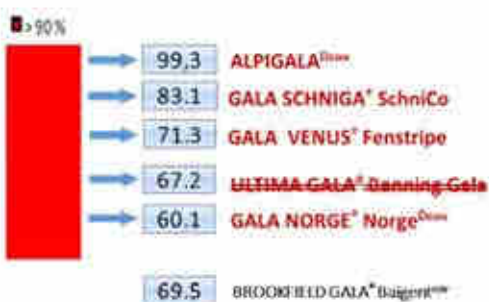 > 90%
99,3 ALPIGALA
83.1 GALA SCHNIGA® SchniCo
71.3 GALA VENUS® Fenstripe
67.2 ULTIMA GALA® Banning Gala
60.1 GALA NORGE® Norge
69.5 BROOKFIELD GALA® Baigent